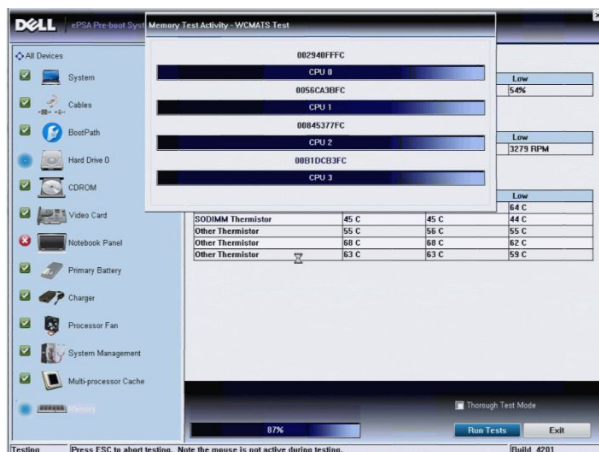 DELL
ePSA Pre-boot Syst
Memory Test Activity - WCMATS Test
002940FFFC
CPU 0
0056CA3BFC
CPU 1
00845377FC
CPU 2
00B1DCB3FC
CPU 3
All Devices
System
Cables
BootPath
Hard Drive 0
CDROM
Video Card
Notebook Panel
Primary Battery
Charger
Processor Fan
System Management
Multi-processor Cache
Memory
Low
54%
Low
3279 RPM
Low
64 C
SODIMM Thermistor 45 C 45 C 44 C
Other Thermistor 55 C 56 C 55 C
Other Thermistor 68 C 68 C 62 C
Other Thermistor 63 C 63 C 59 C
Thorough Test Mode
87%
Run Tests
Exit
Testing
Press ESC to abort testing. Note the mouse is not active during testing.
Build 4201